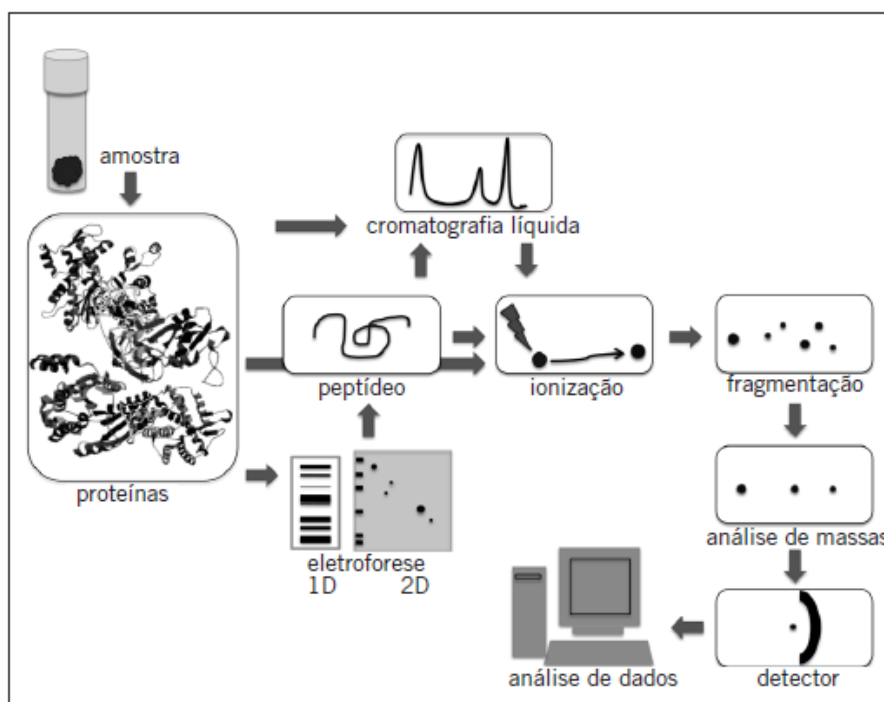 amostra
cromatografia líquida
peptídeo
ionização
fragmentação
proteínas
eletroforese
1D 2D
análise de massas
análise de dados
detector